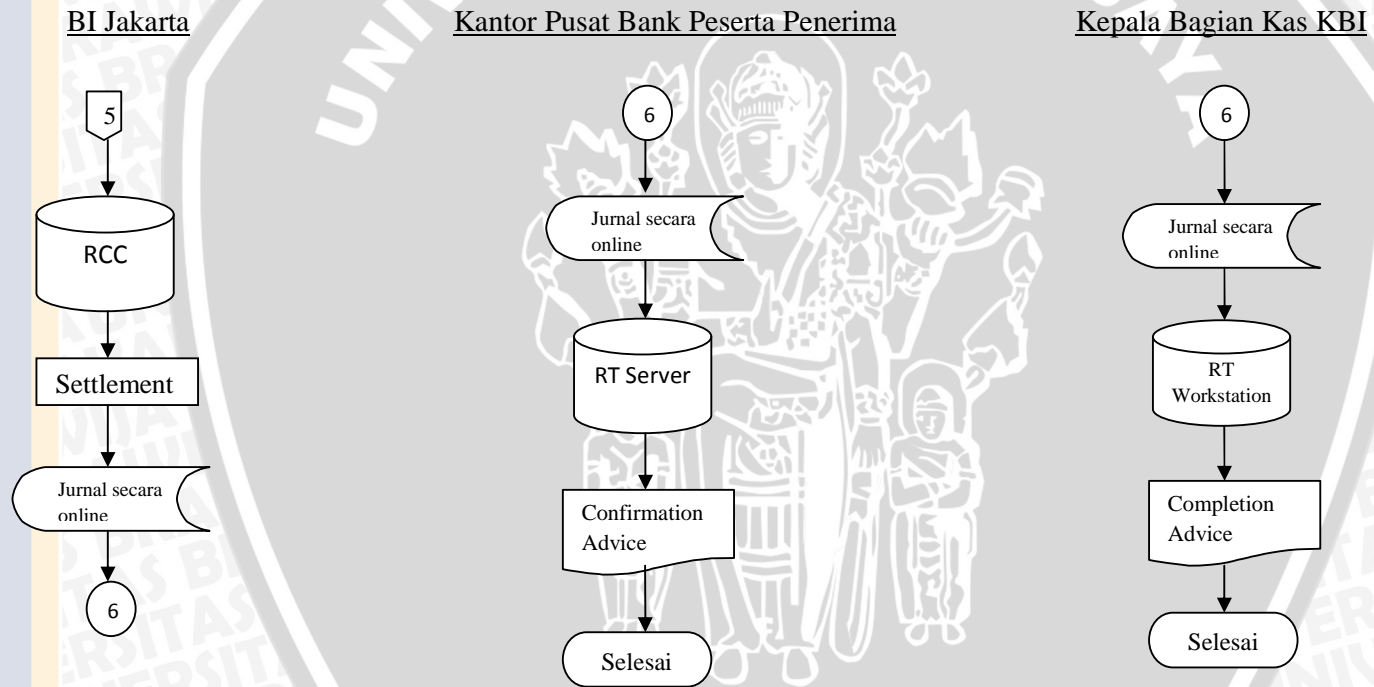 BI Jakarta
Kantor Pusat Bank Peserta Penerima
Kepala Bagian Kas KBI
5
RCC
Settlement
Jurnal secara
online
6
6
Jurnal secara
online
RT Server
Confirmation
Advice
Selesai
6
Jurnal secara
online
RT
Workstation
Completion
Advice
Selesai